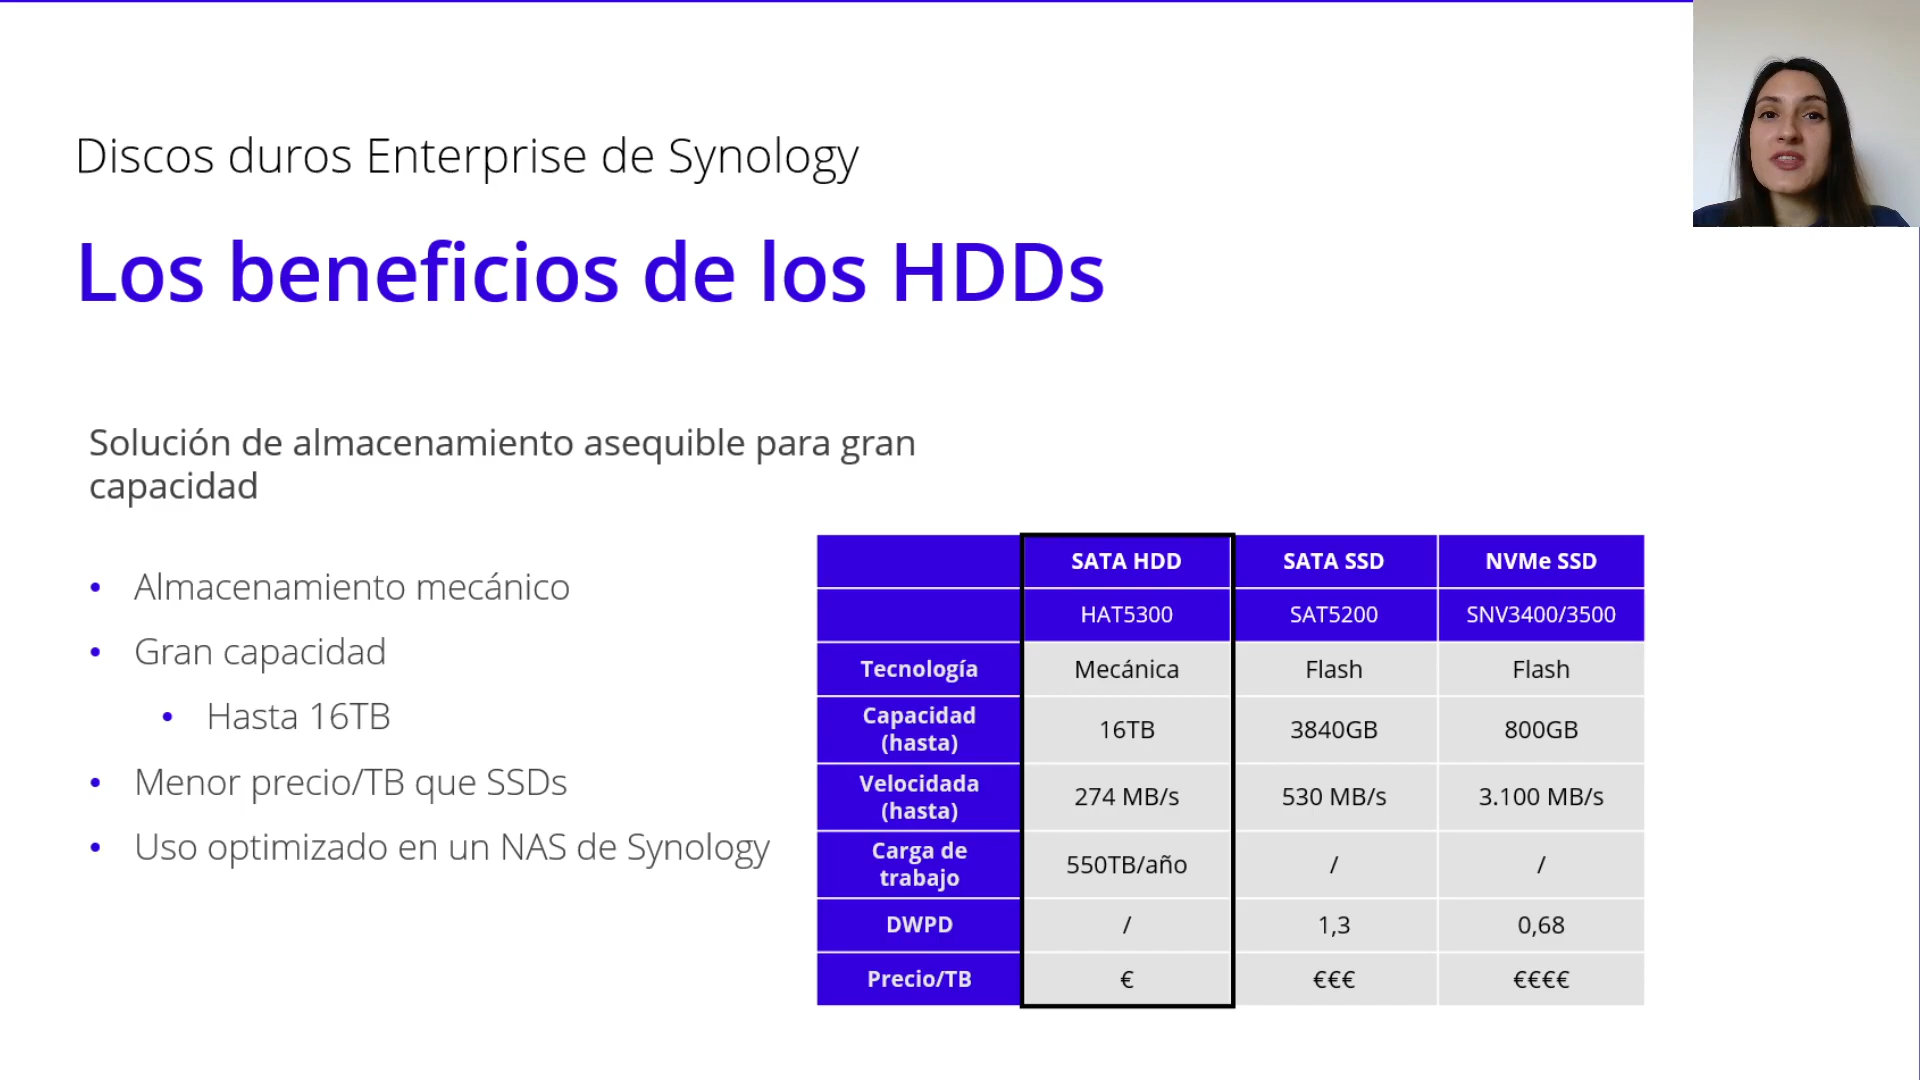 Discos duros Enterprise de Synology
Los beneficios de los HDDs
Solución de almacenamiento asequible para gran
capacidad
• Almacenamiento mecánico
• Gran capacidad
• Hasta 16TB
• Menor precio/TB que SSDs
• Uso optimizado en un NAS de Synology
SATA HDD SATA SSD NVMe SSD
HAT5300 SAT5200 SNV3400/3500
Tecnología Mecánica Flash Flash
Capacidad
(hasta) 16TB 3840GB 800GB
Velocidada
(hasta) 274 MB/s 530 MB/s 3.100 MB/s
Carga de
trabajo 550TB/año / /
DWPD / 1,3 0,68
Precio/TB € €€€ €€€€